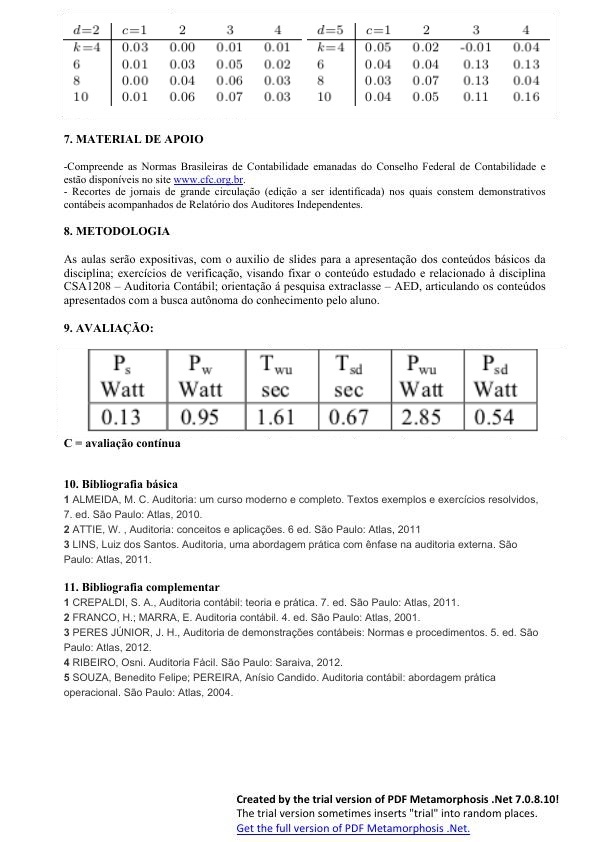 d=2 c=1 2 3 4 d=5 c=1 2 3 4
k=4 0.03 0.00 0.01 0.01 k=4 0.05 0.02 -0.01 0.04
6 0.01 0.03 0.05 0.02 6 0.04 0.04 0.13 0.13
8 0.00 0.04 0.06 0.03 8 0.03 0.07 0.13 0.04
10 0.01 0.06 0.07 0.03 10 0.04 0.05 0.11 0.16
7. MATERIAL DE APOIO
-Compreende as Normas Brasileiras de Contabilidade emanadas do Conselho Federal de Contabilidade e
estão disponíveis no site www.cfc.org.br.
- Recortes de jornais de grande circulação (edição a ser identificada) nos quais constem demonstrativos
contábeis acompanhados de Relatório dos Auditores Independentes.
8. METODOLOGIA
As aulas serão expositivas, com o auxilio de slides para a apresentação dos conteúdos básicos da
disciplina; exercícios de verificação, visando fixar o conteúdo estudado e relacionado à disciplina
CSA1208 – Auditoria Contábil; orientação á pesquisa extraclasse – AED, articulando os conteúdos
apresentados com a busca autônoma do conhecimento pelo aluno.
9. AVALIAÇÃO:
Ps Pw Twu Tsd Pwu Psd
Watt Watt sec sec Watt Watt
0.13 0.95 1.61 0.67 2.85 0.54
C = avaliação contínua
10. Bibliografia básica
1 ALMEIDA, M. C. Auditoria: um curso moderno e completo. Textos exemplos e exercícios resolvidos,
7. ed. São Paulo: Atlas, 2010.
2 ATTIE, W. , Auditoria: conceitos e aplicações. 6 ed. São Paulo: Atlas, 2011
3 LINS, Luiz dos Santos. Auditoria, uma abordagem prática com ênfase na auditoria externa. São
Paulo: Atlas, 2011.
11. Bibliografia complementar
1 CREPALDI, S. A., Auditoria contábil: teoria e prática. 7. ed. São Paulo: Atlas, 2011.
2 FRANCO, H.; MARRA, E. Auditoria contábil. 4. ed. São Paulo: Atlas, 2001.
3 PERES JÚNIOR, J. H., Auditoria de demonstrações contábeis: Normas e procedimentos. 5. ed. São
Paulo: Atlas, 2012.
4 RIBEIRO, Osni. Auditoria Fácil. São Paulo: Saraiva, 2012.
5 SOUZA, Benedito Felipe; PEREIRA, Anísio Candido. Auditoria contábil: abordagem prática
operacional. São Paulo: Atlas, 2004.
Created by the trial version of PDF Metamorphosis .Net 7.0.8.10!
The trial version sometimes inserts "trial" into random places.
Get the full version of PDF Metamorphosis .Net.